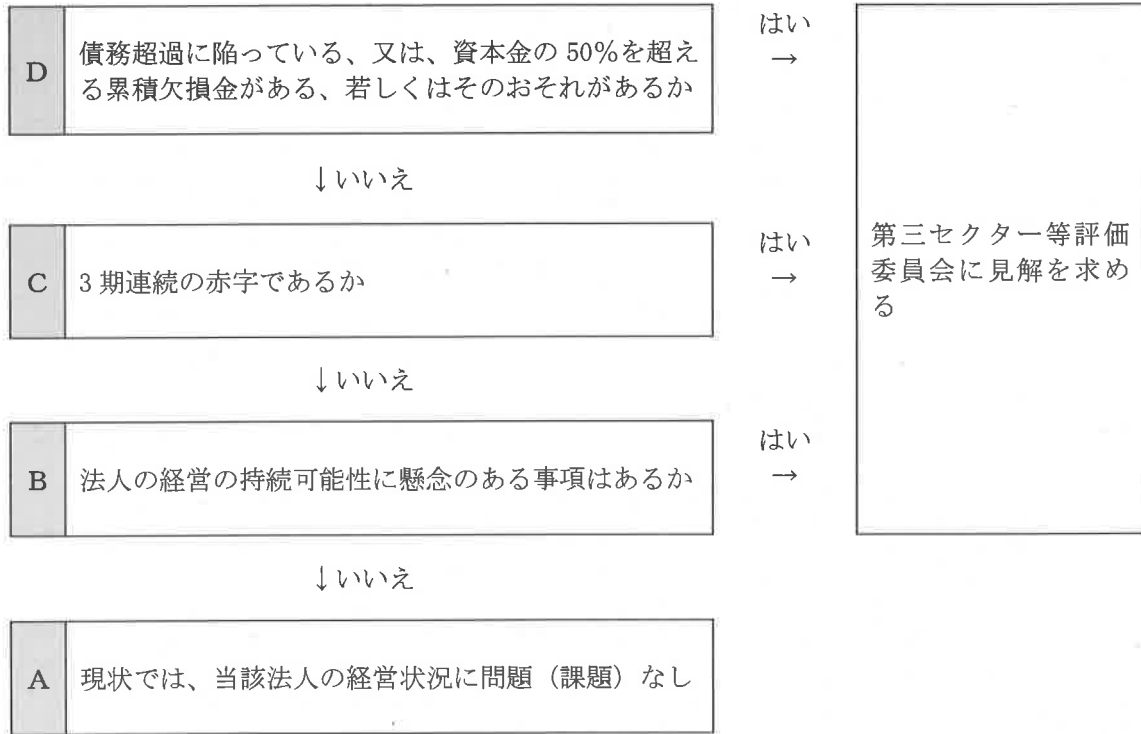 D
債務超過に陥っている、又は、資本金の 50%を超え
る累積欠損金がある、若しくはそのおそれがあるか
はい
→
↓いいえ
C
3 期連続の赤字であるか
はい
→
第三セクター等評価
委員会に見解を求め
る
↓いいえ
B
法人の経営の持続可能性に懸念のある事項はあるか
はい
→
↓いいえ
A
現状では、当該法人の経営状況に問題（課題）なし